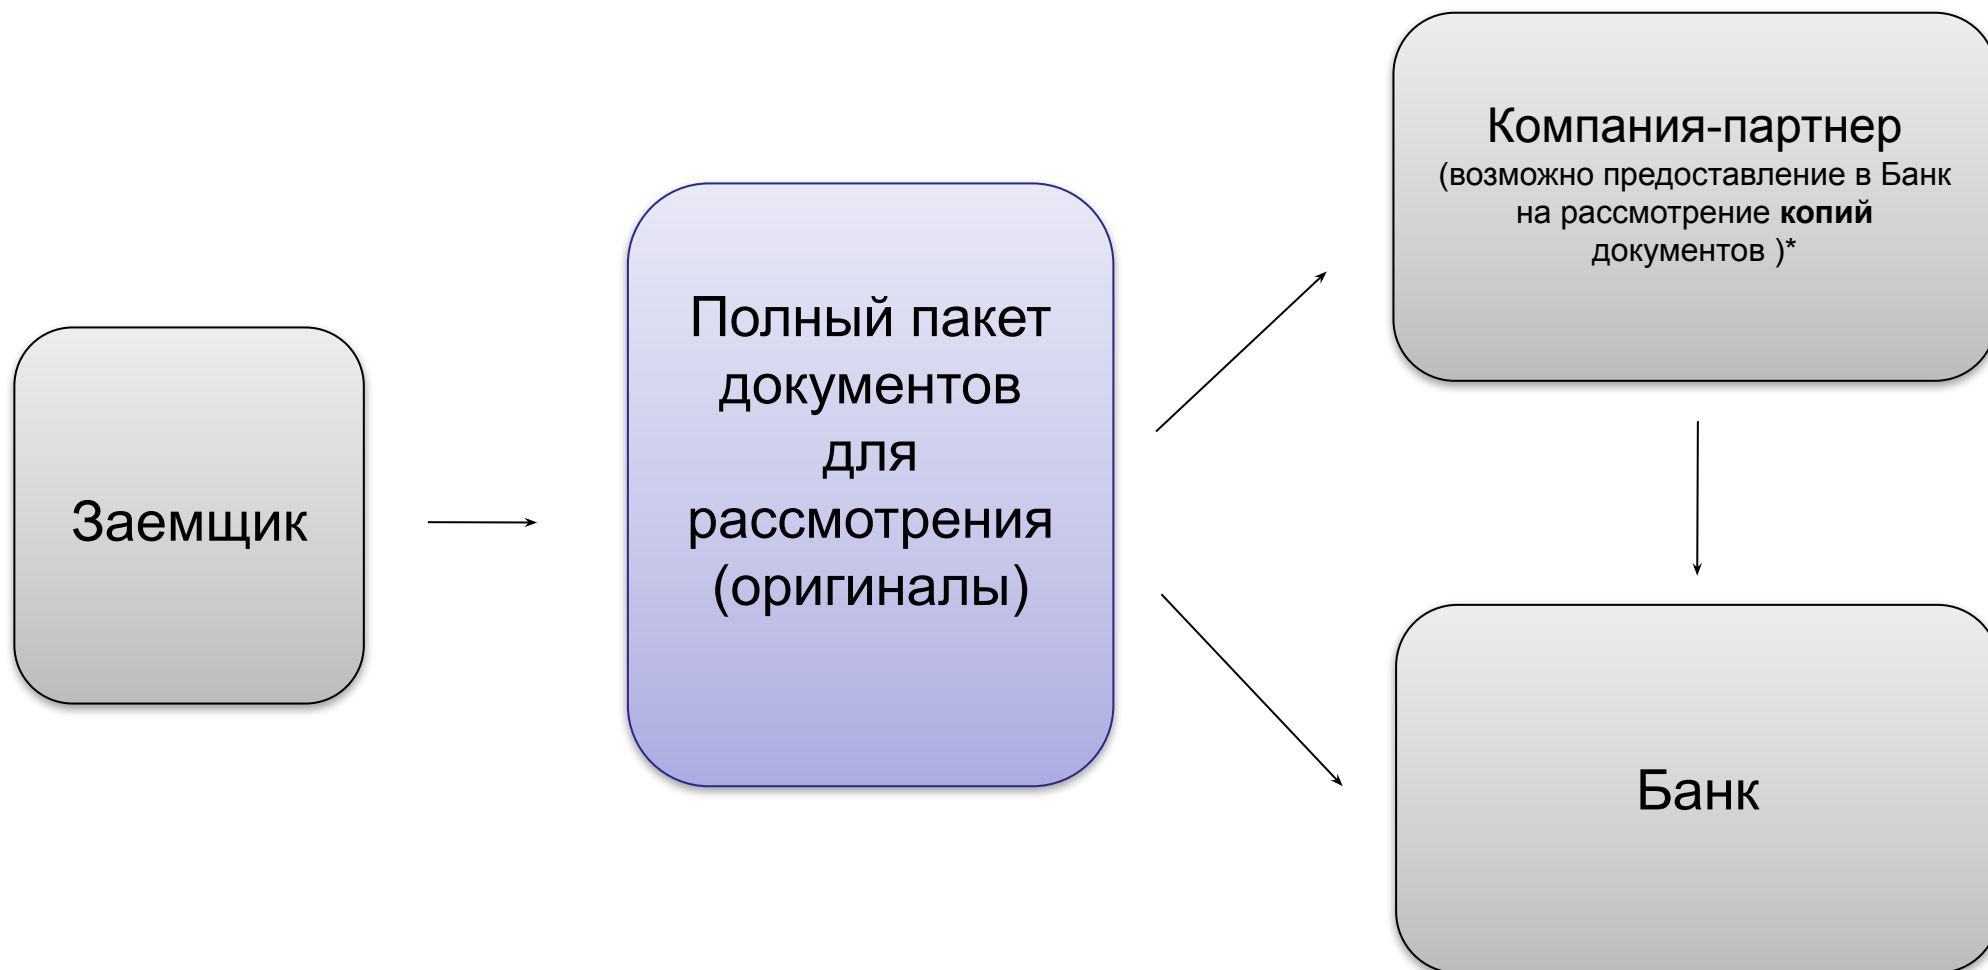 Заемщик
Полный пакет
документов
для
рассмотрения
(оригиналы)
Компания-партнер
(возможно предоставление в Банк
на рассмотрение копий
документов )*
Банк